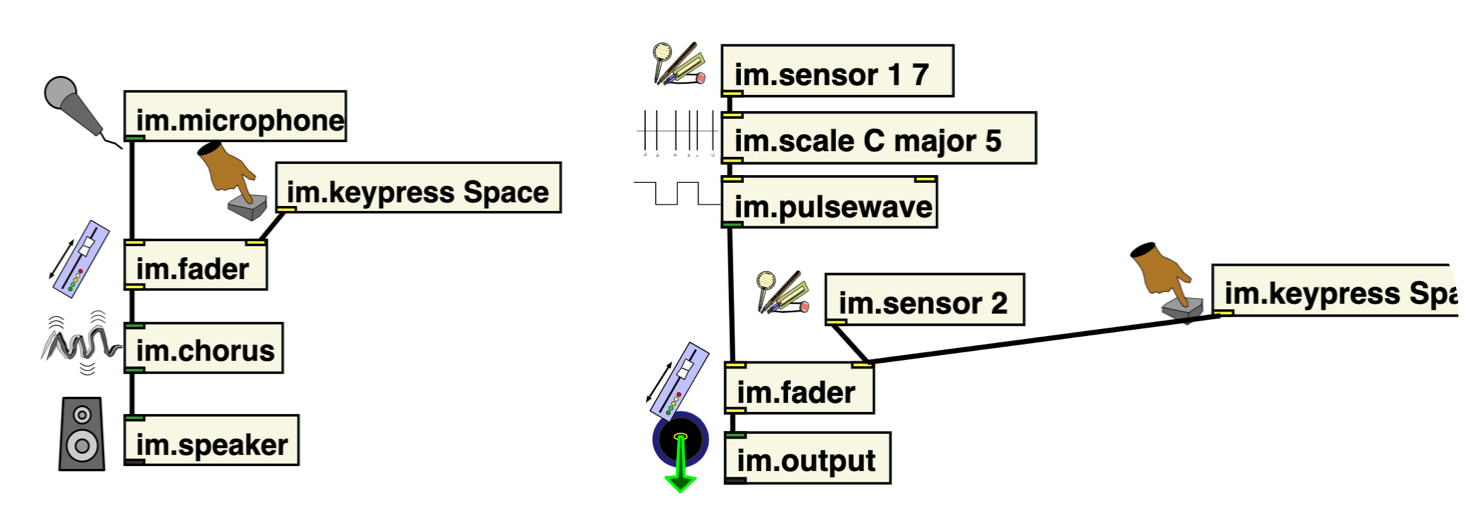 im.microphone
im.keypress Space
im.fader
im.chorus
im.speaker
im.sensor 1 7
im.scale C major 5
im.pulsewave
im.sensor 2
im.keypress Spa
im.fader
im.output